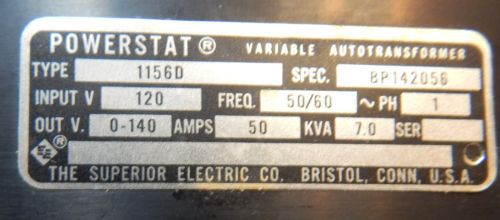 POWERSTAT® VARIABLE AUTOTRANSFORMER
TYPE 1156D SPEC. BP142056
INPUT V 120 FREQ. 50/60 ~ PH 1
OUT V. 0-140 AMPS 50 KVA 7.0 SER
SE ®
THE SUPERIOR ELECTRIC CO. BRISTOL, CONN, U.S.A.